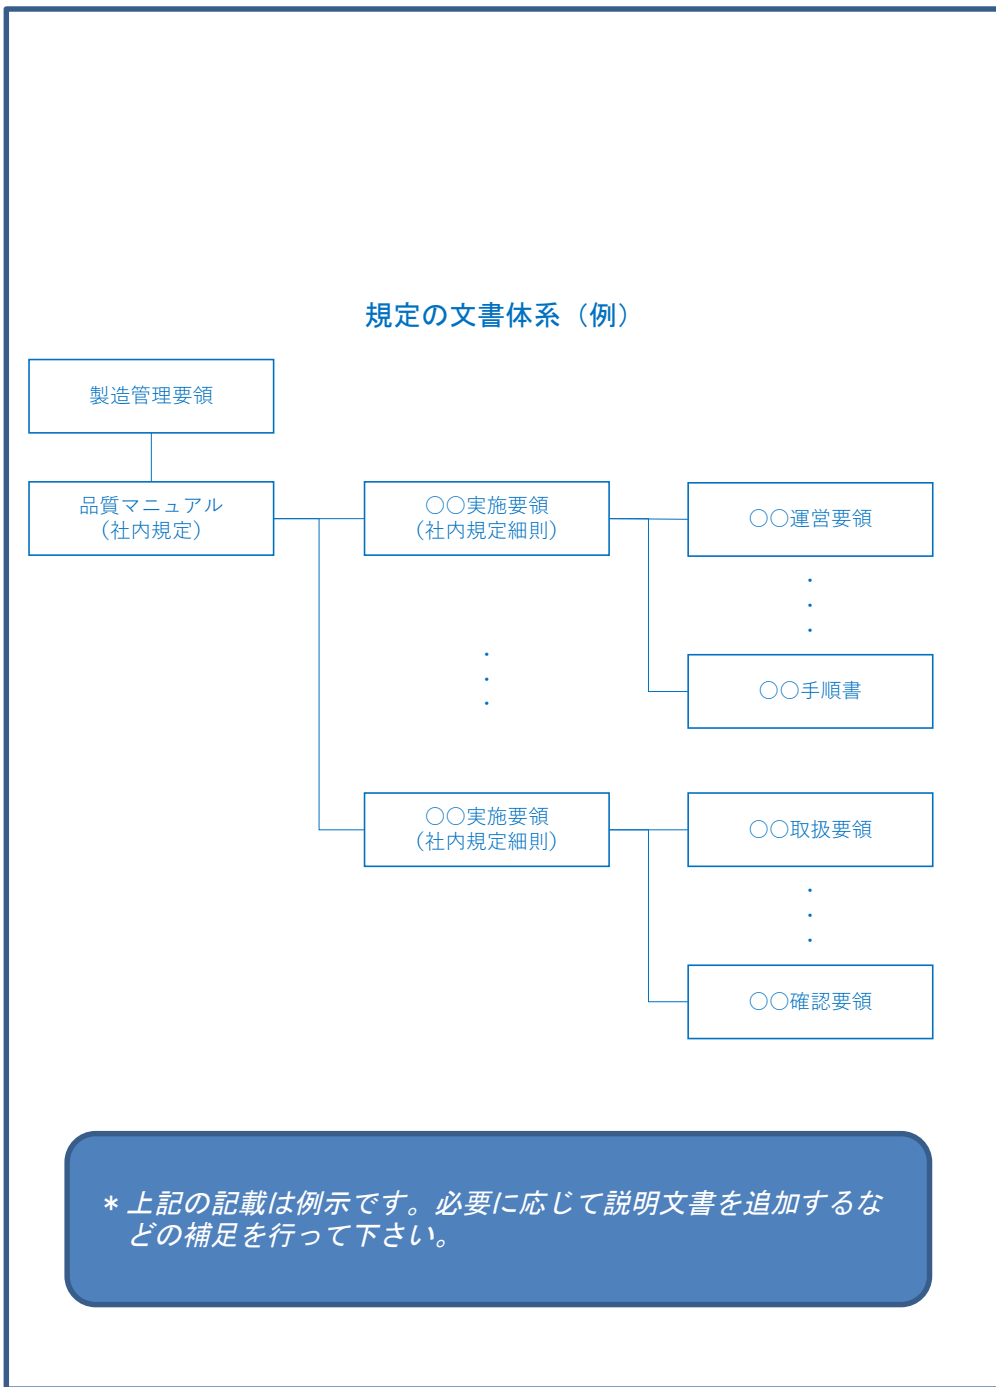 規定の文書体系（例）
製造管理要領
品質マニュアル
（社内規定）
〇〇実施要領
（社内規定細則）
〇〇運営要領
・
・
・
〇〇手順書
・
・
・
〇〇実施要領
（社内規定細則）
〇〇取扱要領
・
・
・
〇〇確認要領
＊上記の記載は例示です。必要に応じて説明文書を追加するな
どの補足を行って下さい。